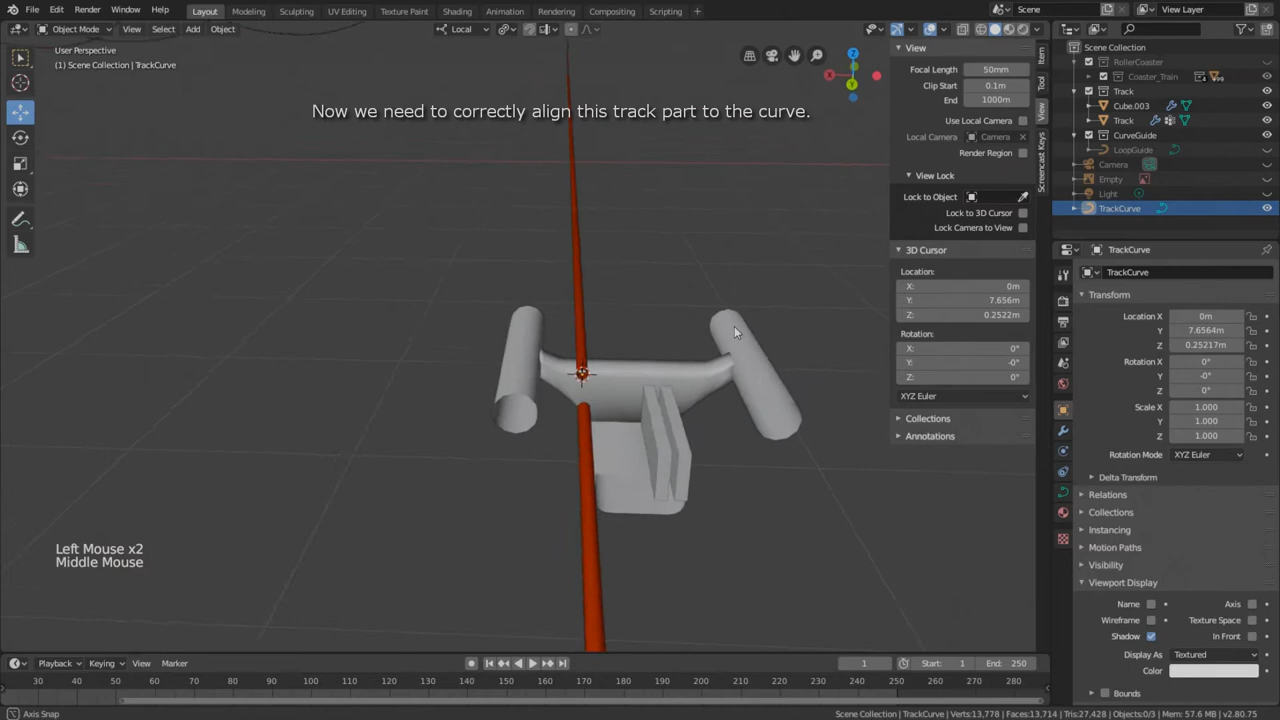 File Edit Render Window Help Layout Modeling Sculpting UV Editing Texture Paint Shading Animation Rendering Compositing Scripting + Scene View Layer
Object Mode View Select Add Object Local
User Perspective
(1) Scene Collection | TrackCurve
Now we need to correctly align this track part to the curve.
View
Focal Length 50mm
Clip Start 0.1m
End 1000m
Use Local Camera
Local Camera Camera
Render Region
View Lock
Lock to Object
Lock to 3D Cursor
Lock Camera to View
3D Cursor
Location:
X: 0m
Y: 7.656m
Z: 0.2522m
Rotation:
X: 0°
Y: -0°
Z: 0°
XYZ Euler
Collections
Annotations
Item
Tool
View
Screencast Keys
Scene Collection
RollerCoaster
Coaster_Train
Track
Cube.003
Track
CurveGuide
LoopGuide
Camera
Empty
Light
TrackCurve
TrackCurve
TrackCurve
Transform
Location X 0m
Y 7.6564m
Z 0.25217m
Rotation X 0°
Y -0°
Z 0°
Scale X 1.000
Y 1.000
Z 1.000
Rotation Mode XYZ Euler
Delta Transform
Relations
Collections
Instancing
Motion Paths
Visibility
Viewport Display
Name Axis
Wireframe Texture Space
Shadow In Front
Display As Textured
Color
Bounds
Left Mouse x2
Middle Mouse
Playback Keying View Marker 1 Start: 1 End: 250
30 40 50 60 70 80 90 100 110 120 130 140 150 160 170 180 190 200 210 220 230 240 250 260 270 280
Axis Snap Scene Collection | TrackCurve | Verts:13,778 | Faces:13,714 | Tris:27,428 | Objects:0/3 | Mem: 57.6 MB | v2.80.75